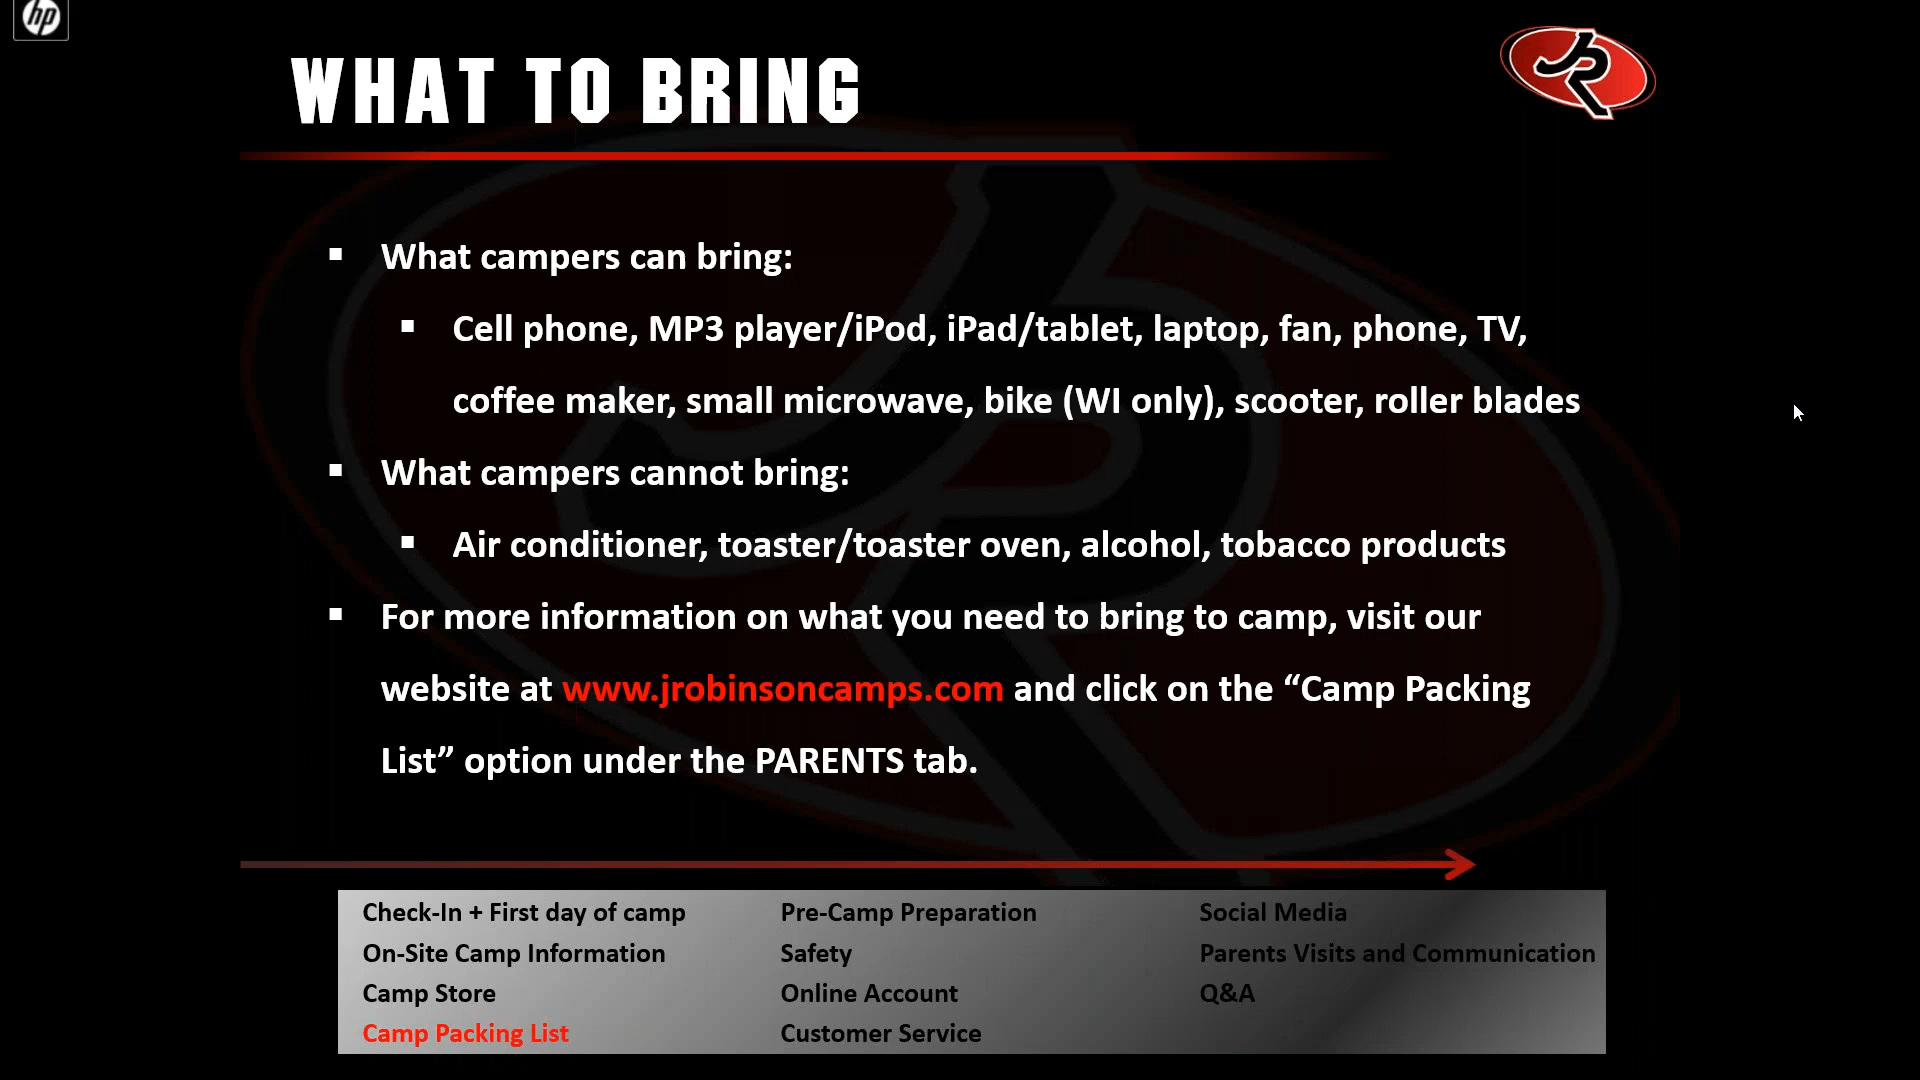 hp
WHAT TO BRING
JR
▪ What campers can bring:
▪ Cell phone, MP3 player/iPod, iPad/tablet, laptop, fan, phone, TV,
coffee maker, small microwave, bike (WI only), scooter, roller blades
▪ What campers cannot bring:
▪ Air conditioner, toaster/toaster oven, alcohol, tobacco products
▪ For more information on what you need to bring to camp, visit our
website at www.jrobinsoncamps.com and click on the “Camp Packing
List” option under the PARENTS tab.
Check-In + First day of camp
On-Site Camp Information
Camp Store
Camp Packing List
Pre-Camp Preparation
Safety
Online Account
Customer Service
Social Media
Parents Visits and Communication
Q&A